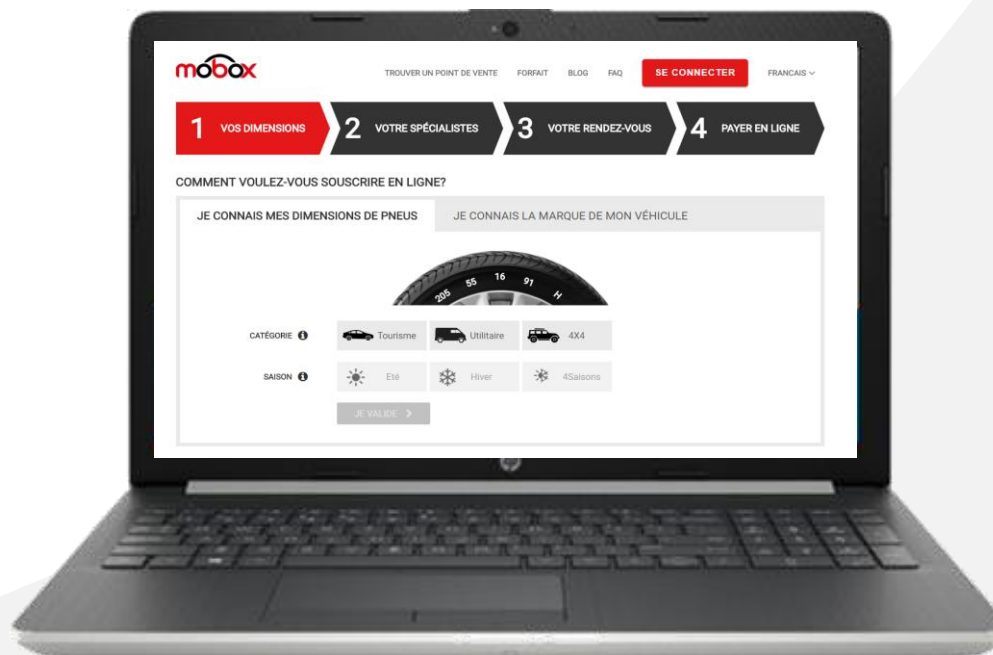 mobox
TROUVER UN POINT DE VENTE FORFAIT BLOG FAQ SE CONNECTER FRANCAIS
1 VOS DIMENSIONS 2 VOTRE SPÉCIALISTES 3 VOTRE RENDEZ-VOUS 4 PAYER EN LIGNE
COMMENT VOULEZ-VOUS SOUSCRIRE EN LIGNE?
JE CONNAIS MES DIMENSIONS DE PNEUS JE CONNAIS LA MARQUE DE MON VÉHICULE
205 55 16 91 H
CATÉGORIE Tourisme Utilitaire 4X4
SAISON Eté Hiver 4Saisons
JE VALIDE
hp